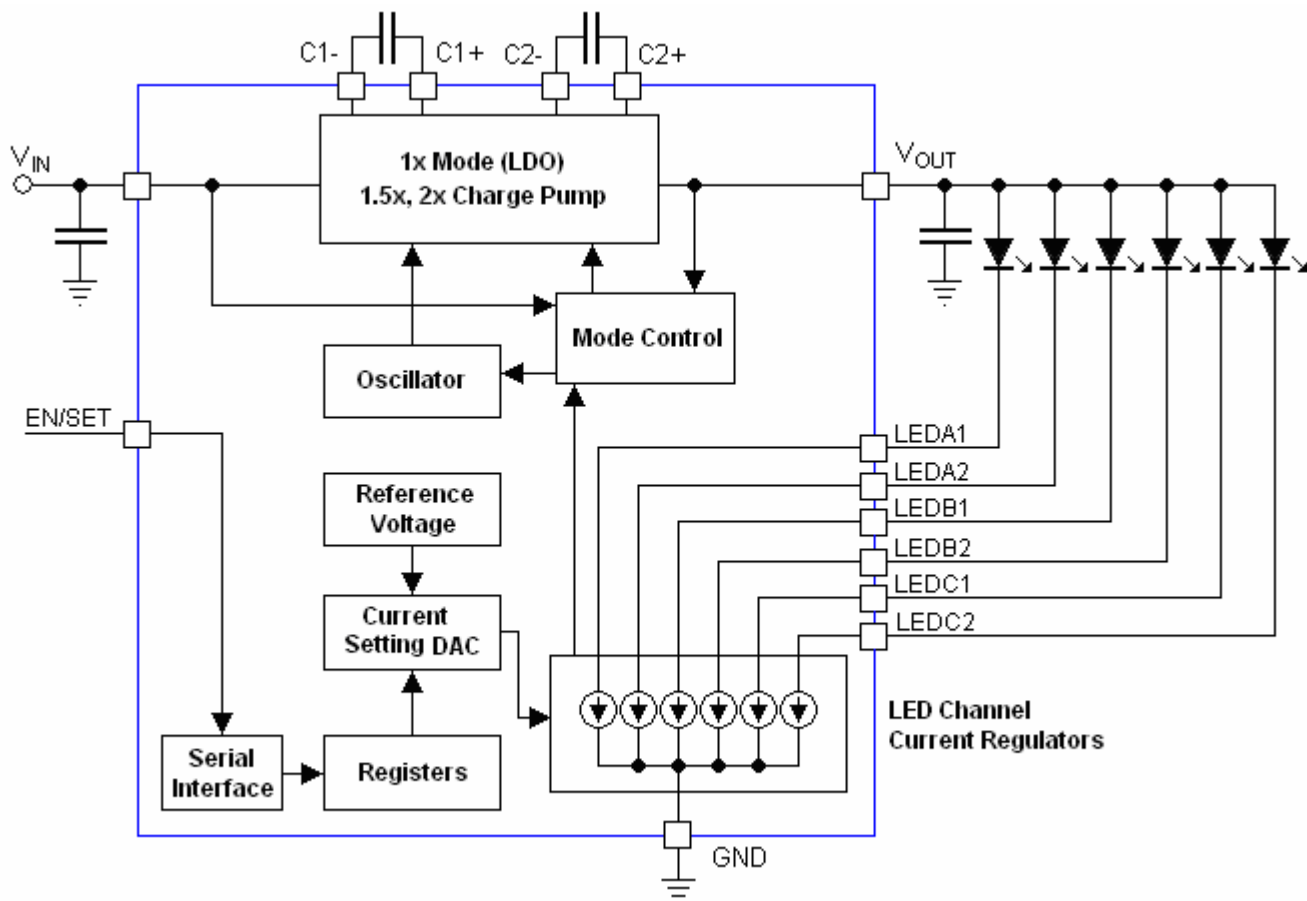 C1-
C1+
C2-
C2+
VIN
1x Mode (LDO)
1.5x, 2x Charge Pump
VOUT
Mode Control
Oscillator
EN/SET
LEDA1
LEDA2
LEDB1
LEDB2
LEDC1
LEDC2
Reference
Voltage
Current
Setting DAC
LED Channel
Current Regulators
Serial
Interface
Registers
GND